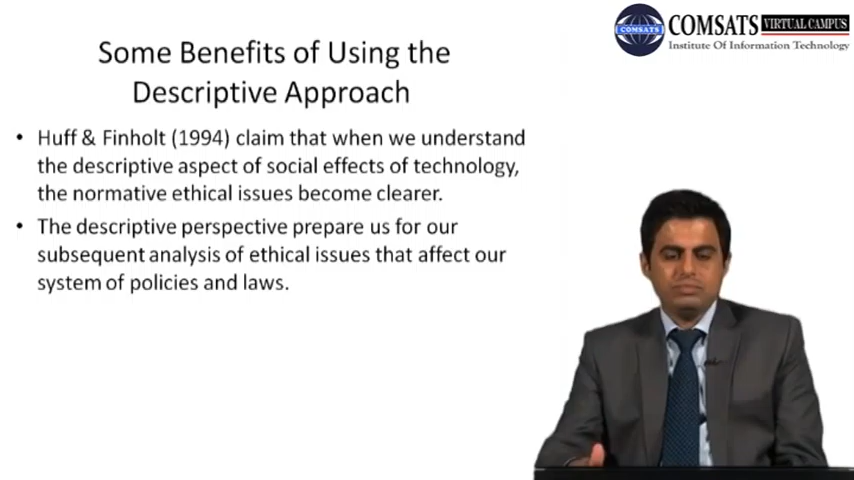 COMSATS VIRTUAL CAMPUS
COMSATS
Institute Of Information Technology
Some Benefits of Using the
Descriptive Approach
• Huff & Finholt (1994) claim that when we understand
the descriptive aspect of social effects of technology,
the normative ethical issues become clearer.
• The descriptive perspective prepare us for our
subsequent analysis of ethical issues that affect our
system of policies and laws.